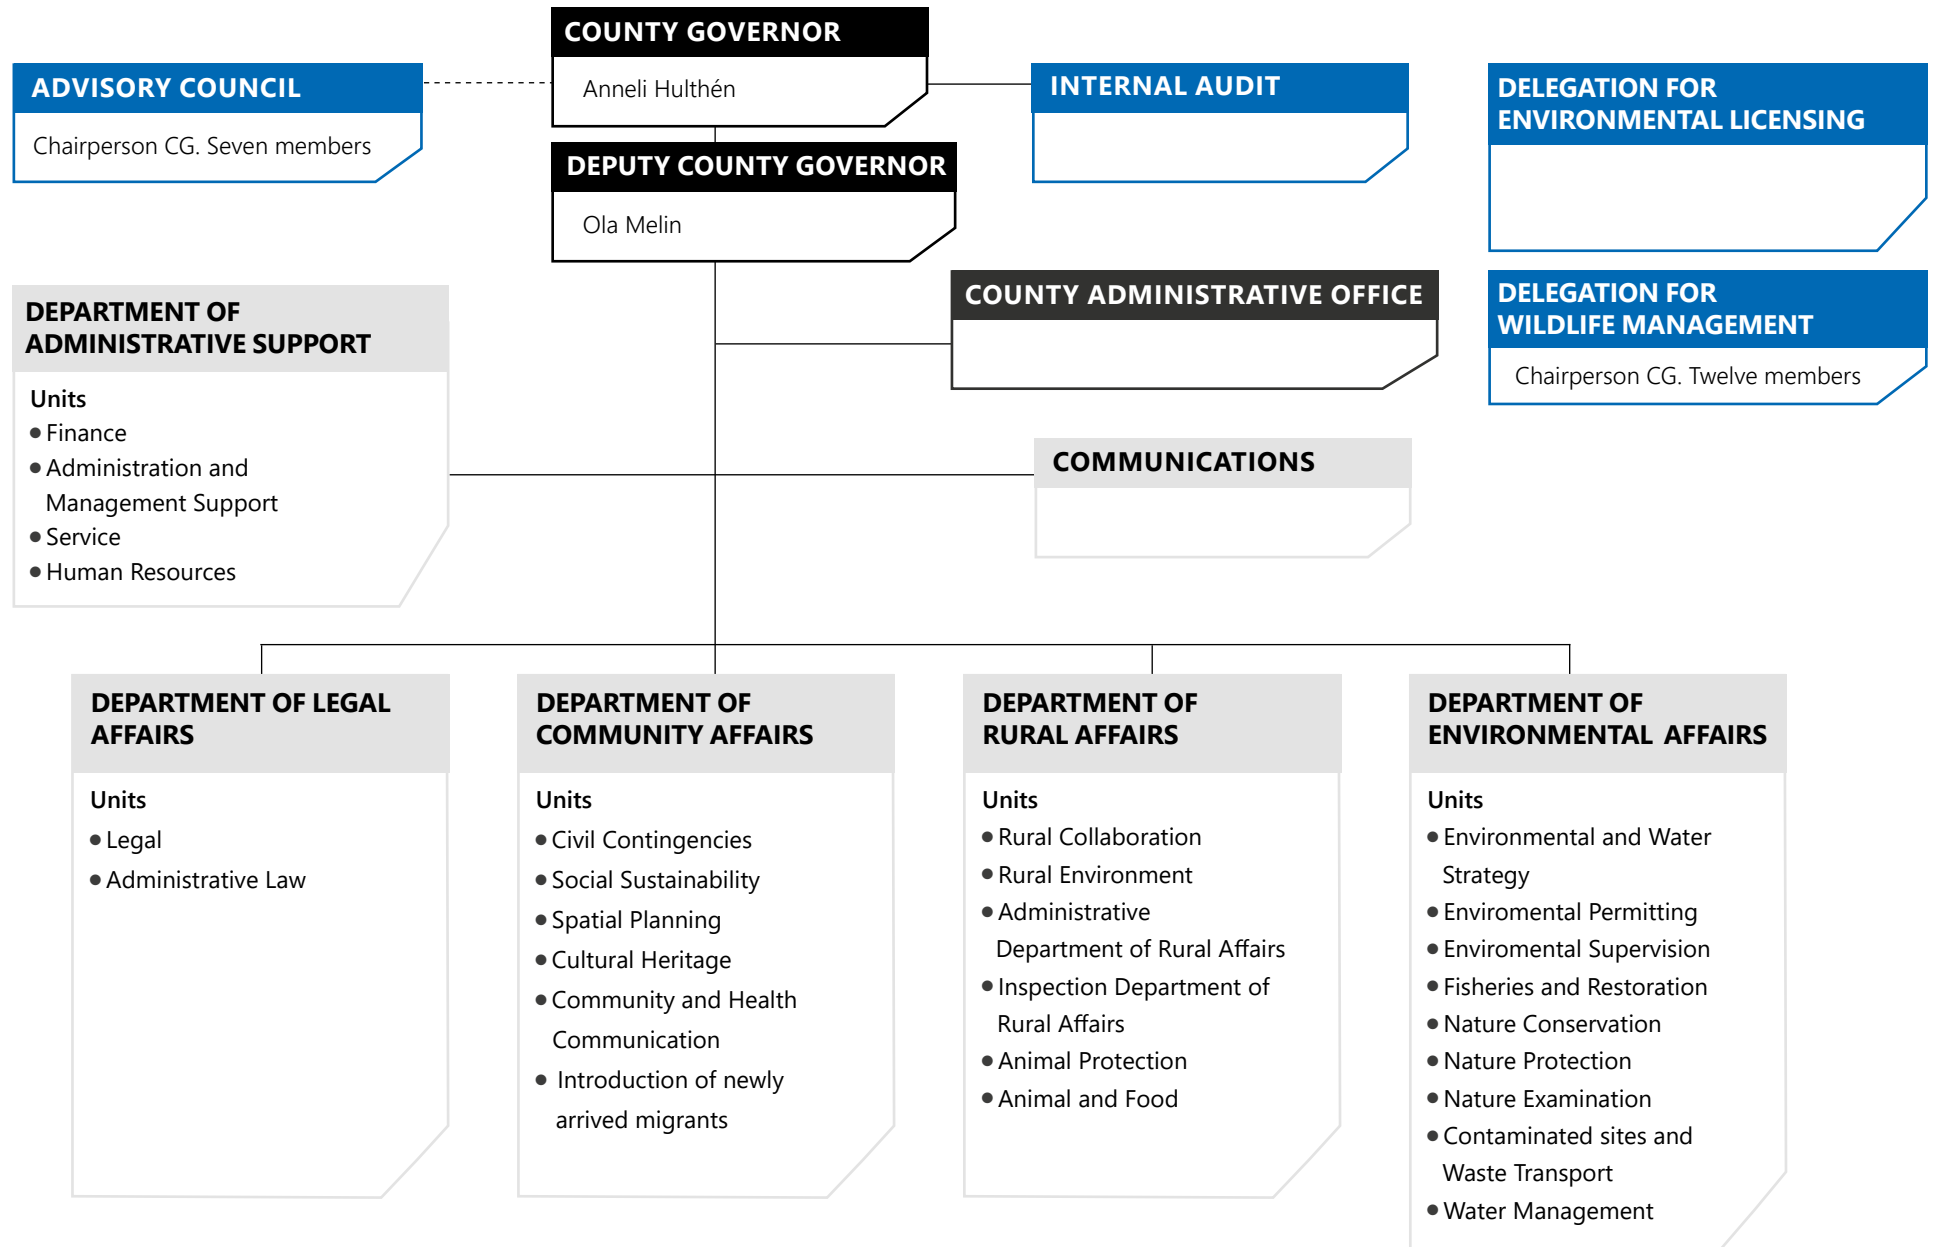 COUNTY GOVERNOR
Anneli Hulthén
ADVISORY COUNCIL
Chairperson CG. Seven members
INTERNAL AUDIT
DELEGATION FOR
ENVIRONMENTAL LICENSING
DEPUTY COUNTY GOVERNOR
Ola Melin
COUNTY ADMINISTRATIVE OFFICE
DELEGATION FOR
WILDLIFE MANAGEMENT
Chairperson CG. Twelve members
DEPARTMENT OF
ADMINISTRATIVE SUPPORT
Units
• Finance
• Administration and
Management Support
• Service
• Human Resources
COMMUNICATIONS
DEPARTMENT OF LEGAL
AFFAIRS
Units
• Legal
• Administrative Law
DEPARTMENT OF
COMMUNITY AFFAIRS
Units
• Civil Contingencies
• Social Sustainability
• Spatial Planning
• Cultural Heritage
• Community and Health
Communication
• Introduction of newly
arrived migrants
DEPARTMENT OF
RURAL AFFAIRS
Units
• Rural Collaboration
• Rural Environment
• Administrative
Department of Rural Affairs
• Inspection Department of
Rural Affairs
• Animal Protection
• Animal and Food
DEPARTMENT OF
ENVIRONMENTAL AFFAIRS
Units
• Environmental and Water
Strategy
• Enviromental Permitting
• Enviromental Supervision
• Fisheries and Restoration
• Nature Conservation
• Nature Protection
• Nature Examination
• Contaminated sites and
Waste Transport
• Water Management